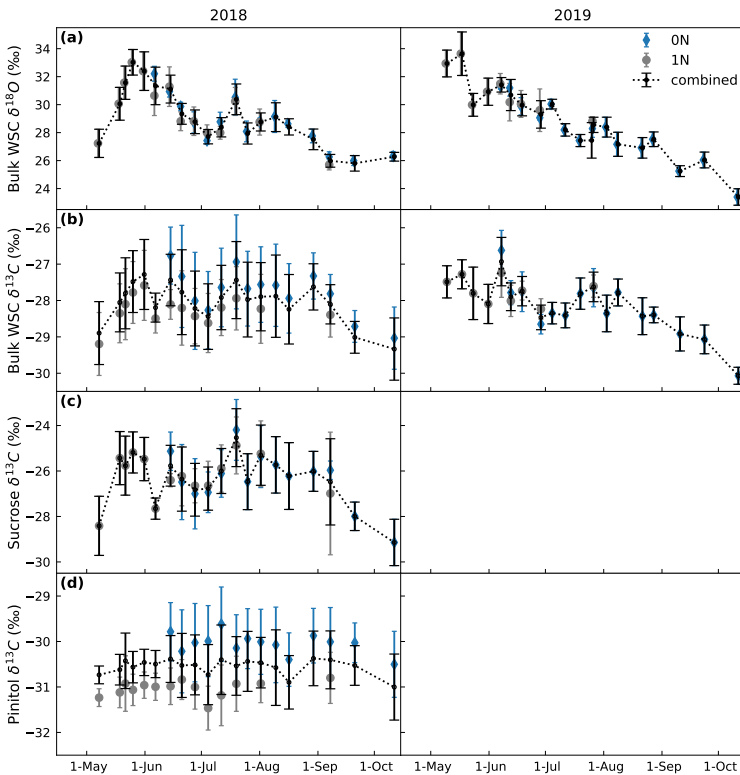 2018 2019
(a)
34
32
30
28
26
24
Bulk WSC δ¹⁸O (‰)
0N
1N
combined
(b)
−26
−27
−28
−29
−30
Bulk WSC δ¹³C (‰)
(c)
−24
−26
−28
−30
Sucrose δ¹³C (‰)
(d)
−29
−30
−31
−32
Pinitol δ¹³C (‰)
1-May 1-Jun 1-Jul 1-Aug 1-Sep 1-Oct 1-May 1-Jun 1-Jul 1-Aug 1-Sep 1-Oct